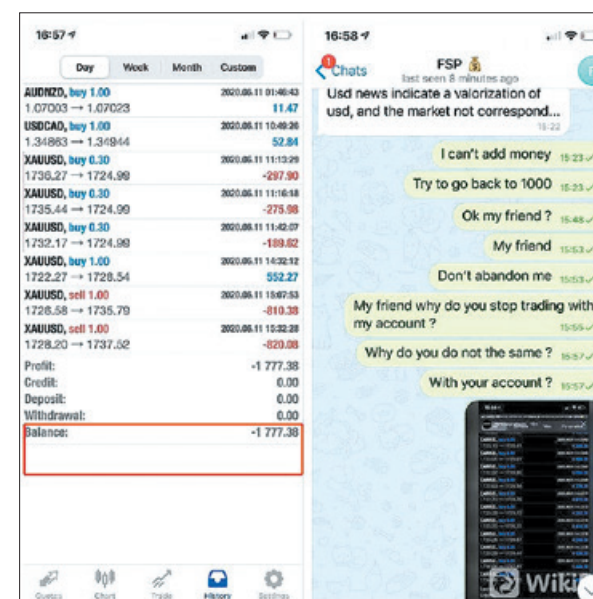 16:57
Day Week Month Custom
AUDNZD, buy 1.00 2020.06.11 01:46:43
1.07003 → 1.07023 11.47
USDCAD, buy 1.00 2020.06.11 10:49:26
1.34863 → 1.34944 52.84
XAUUSD, buy 0.30 2020.06.11 11:13:29
1736.27 → 1724.99 -297.90
XAUUSD, buy 0.30 2020.06.11 11:16:18
1735.44 → 1724.99 -275.98
XAUUSD, buy 0.30 2020.06.11 11:42:07
1732.17 → 1724.99 -189.62
XAUUSD, buy 1.00 2020.06.11 14:32:12
1722.27 → 1728.54 552.27
XAUUSD, sell 1.00 2020.06.11 15:07:53
1726.58 → 1735.79 -810.38
XAUUSD, sell 1.00 2020.06.11 15:32:28
1728.20 → 1737.52 -820.08
Profit: -1 777.38
Credit: 0.00
Deposit: 0.00
Withdrawal: 0.00
Balance: -1 777.38
Quotes Chart Trade History Settings
16:58
1
Chats
FSP
last seen 8 minutes ago
Usd news indicate a valorization of
usd, and the market not correspond...
15:22
I can't add money 15:23
Try to go back to 1000 15:23
Ok my friend ? 15:48
My friend 15:53
Don't abandon me 15:53
My friend why do you stop trading with
my account ? 15:55
Why do you do not the same ? 15:57
With your account ? 15:57
Wiki